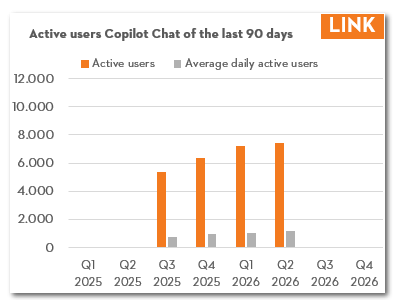 LINK
Active users Copilot Chat of the last 90 days
Active users Average daily active users
12.000
10.000
8.000
6.000
4.000
2.000
0
Q1 Q2 Q3 Q4 Q1 Q2 Q3 Q4
2025 2025 2025 2025 2026 2026 2026 2026